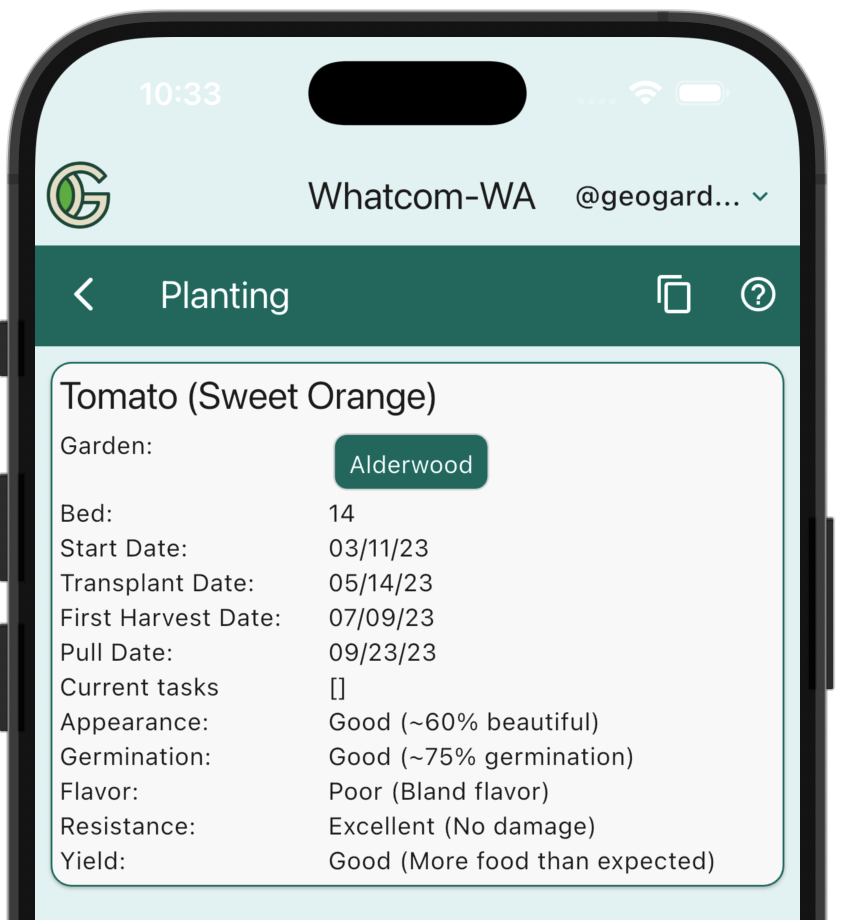 10:33
Whatcom-WA @geogard...
Planting
Tomato (Sweet Orange)
Garden: Alderwood
Bed: 14
Start Date: 03/11/23
Transplant Date: 05/14/23
First Harvest Date: 07/09/23
Pull Date: 09/23/23
Current tasks []
Appearance: Good (~60% beautiful)
Germination: Good (~75% germination)
Flavor: Poor (Bland flavor)
Resistance: Excellent (No damage)
Yield: Good (More food than expected)